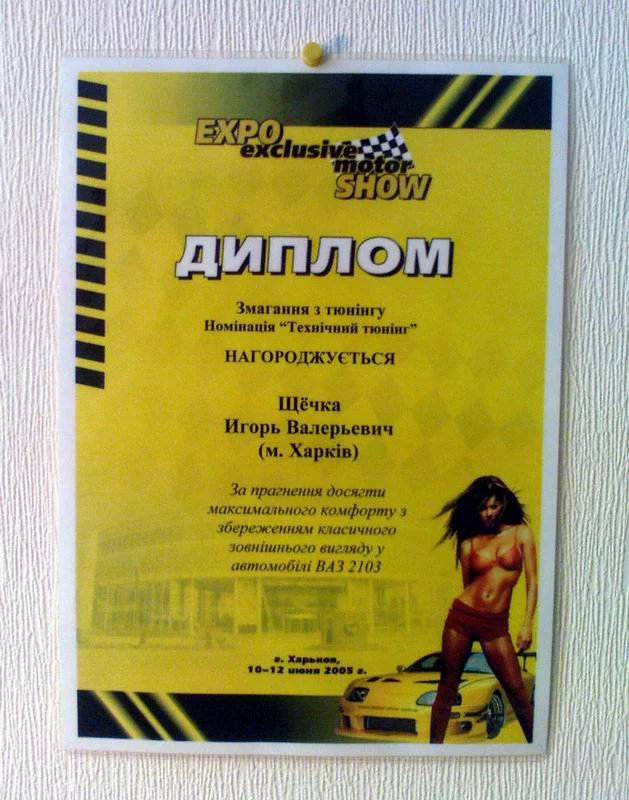 EXPO
exclusive
motor
SHOW
ДИПЛОМ
Змагання з тюнінгу
Номінація “Технічний тюнінг”
НАГОРОДЖУЄТЬСЯ
Щёчка
Игорь Валерьевич
(м. Харків)
За прагнення досягти
максимального комфорту з
збереженням класичного
зовнішнього вигляду у
автомобілі ВАЗ 2103
г. Харьков,
10–12 июня 2005 г.